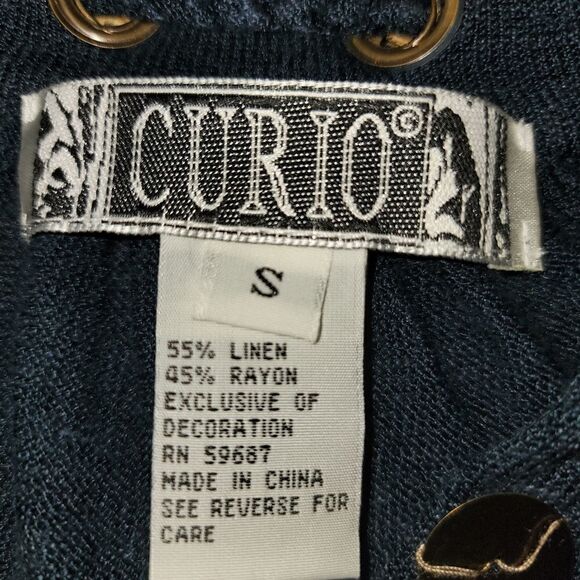 CURIO®
S
55% LINEN
45% RAYON
EXCLUSIVE OF
DECORATION
RN 59687
MADE IN CHINA
SEE REVERSE FOR
CARE